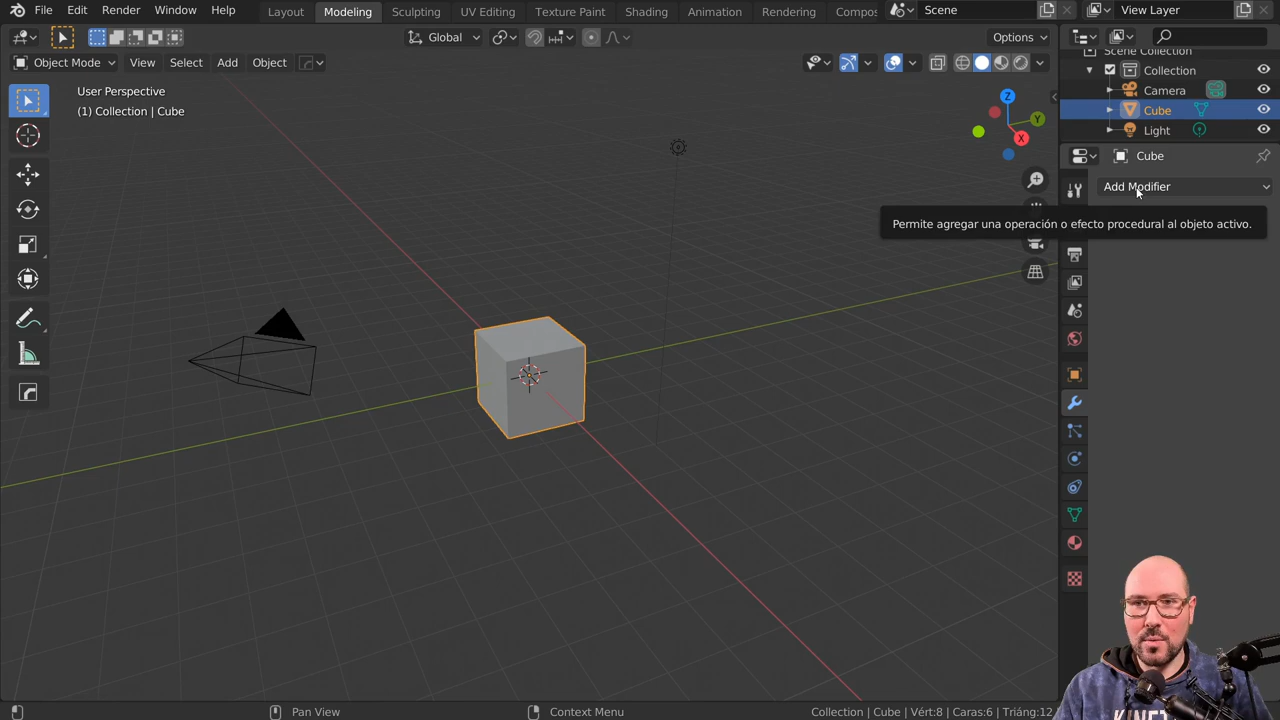 File Edit Render Window Help
Layout Modeling Sculpting UV Editing Texture Paint Shading Animation Rendering Compos
Scene
View Layer
Global
Options
Object Mode View Select Add Object
User Perspective
(1) Collection | Cube
Z
Y
X
Scene Collection
Collection
Camera
Cube
Light
Cube
Add Modifier
Permite agregar una operación o efecto procedural al objeto activo.
KINET
Pan View
Context Menu
Collection | Cube | Vért:8 | Caras:6 | Triáng:12